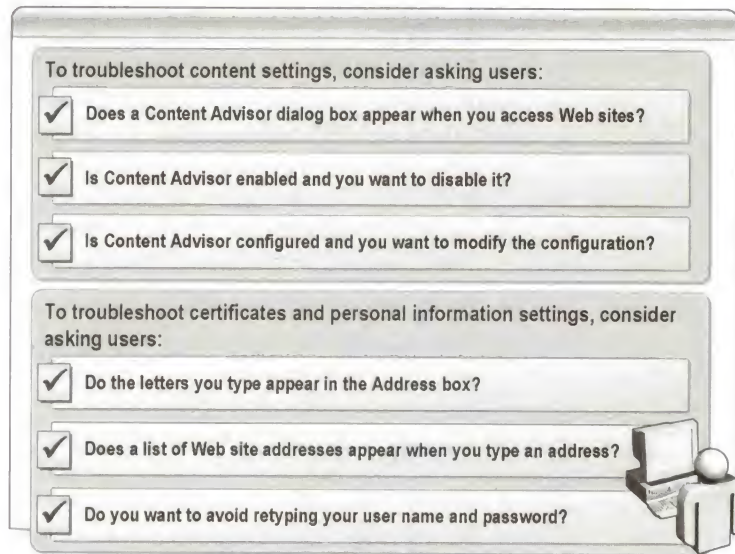 To troubleshoot content settings, consider asking users:
Does a Content Advisor dialog box appear when you access Web sites?
Is Content Advisor enabled and you want to disable it?
Is Content Advisor configured and you want to modify the configuration?
To troubleshoot certificates and personal information settings, consider
asking users:
Do the letters you type appear in the Address box?
Does a list of Web site addresses appear when you type an address?
Do you want to avoid retyping your user name and password?